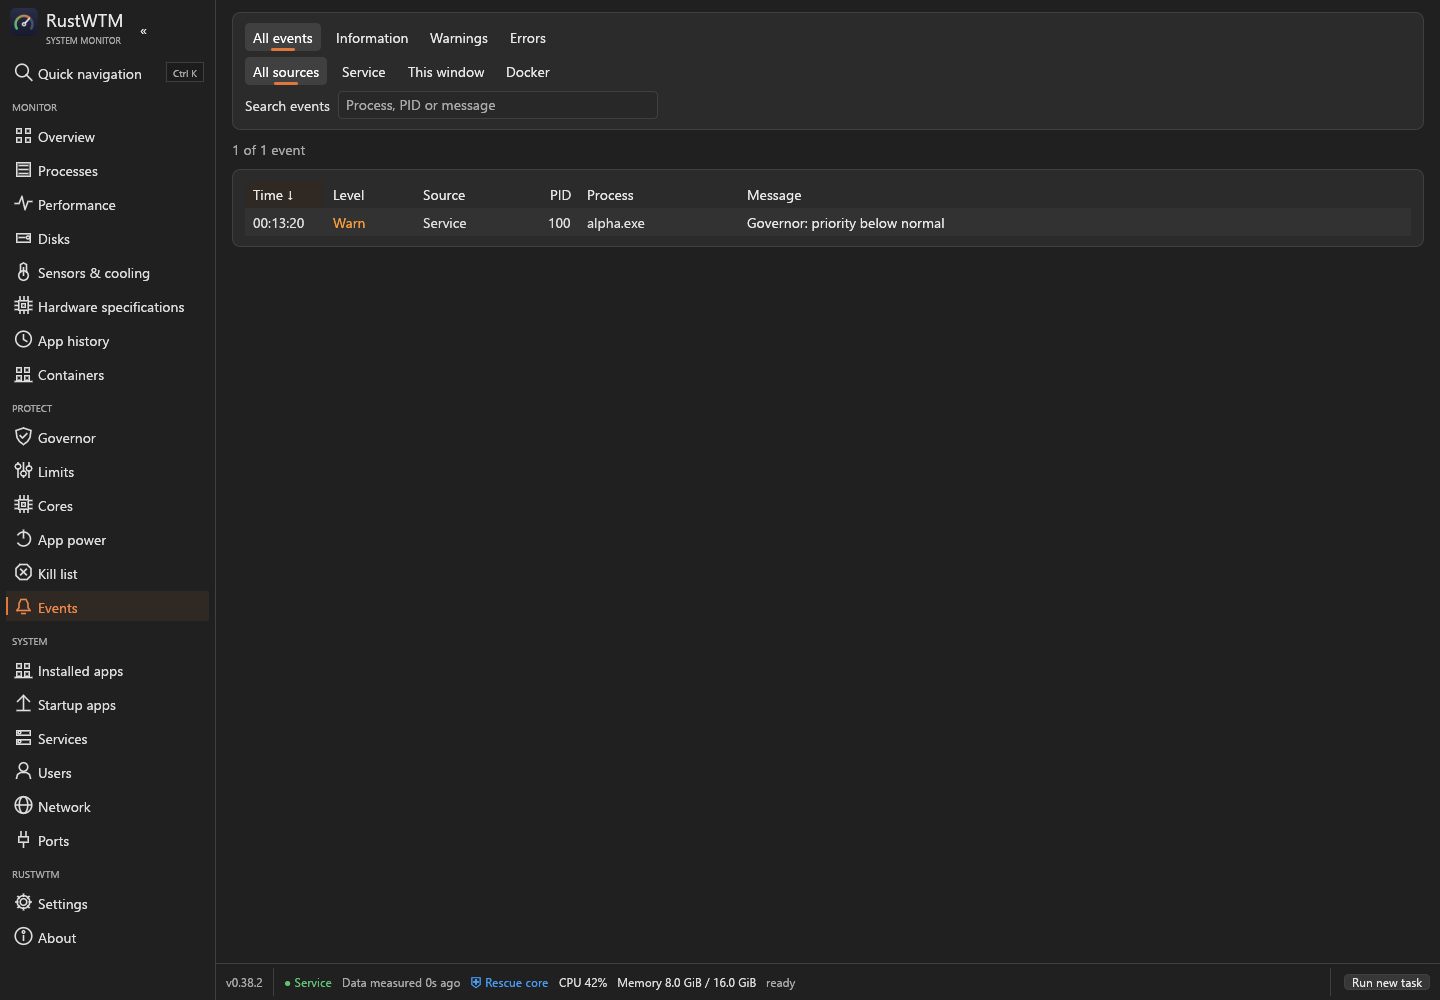 RustWTM
SYSTEM MONITOR
«
Quick navigation Ctrl K
MONITOR
Overview
Processes
Performance
Disks
Sensors & cooling
Hardware specifications
App history
Containers
PROTECT
Governor
Limits
Cores
App power
Kill list
Events
SYSTEM
Installed apps
Startup apps
Services
Users
Network
Ports
RUSTWTM
Settings
About
All events Information Warnings Errors
All sources Service This window Docker
Search events Process, PID or message
1 of 1 event
Time ↓ Level Source PID Process Message
00:13:20 Warn Service 100 alpha.exe Governor: priority below normal
v0.38.2 Service Data measured 0s ago Rescue core CPU 42% Memory 8.0 GiB / 16.0 GiB ready Run new task